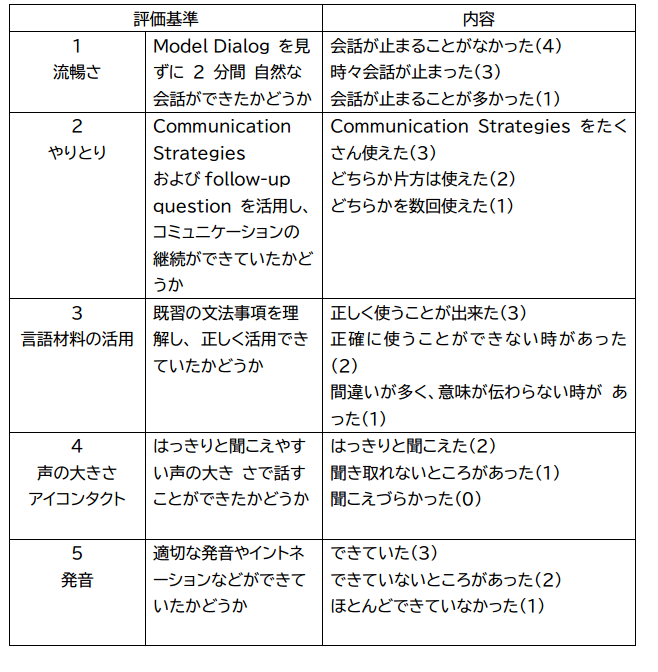 評価基準
内容
1
流暢さ
Model Dialog を見
ずに 2 分間 自然な
会話ができたかどうか
会話が止まることがなかった(4)
時々会話が止まった(3)
会話が止まることが多かった(1)
2
やりとり
Communication
Strategies
および follow-up
question を活用し、
コミュニケーションの
継続ができていたかど
うか
Communication Strategies をたく
さん使えた(3)
どちらか片方は使えた(2)
どちらかを数回使えた(1)
3
言語材料の活用
既習の文法事項を理
解し、正しく活用でき
ていたかどうか
正しく使うことが出来た(3)
正確に使うことができない時があった
(2)
間違いが多く、意味が伝わらない時が あ
った(1)
4
声の大きさ
アイコンタクト
はっきりと聞こえやす
い声の大き さで話す
ことができたかどうか
はっきりと聞こえた(2)
聞き取れないところがあった(1)
聞こえづらかった(0)
5
発音
適切な発音やイントネ
ーションなどができて
いたかどうか
できていた(3)
できていないところがあった(2)
ほとんどできていなかった(1)